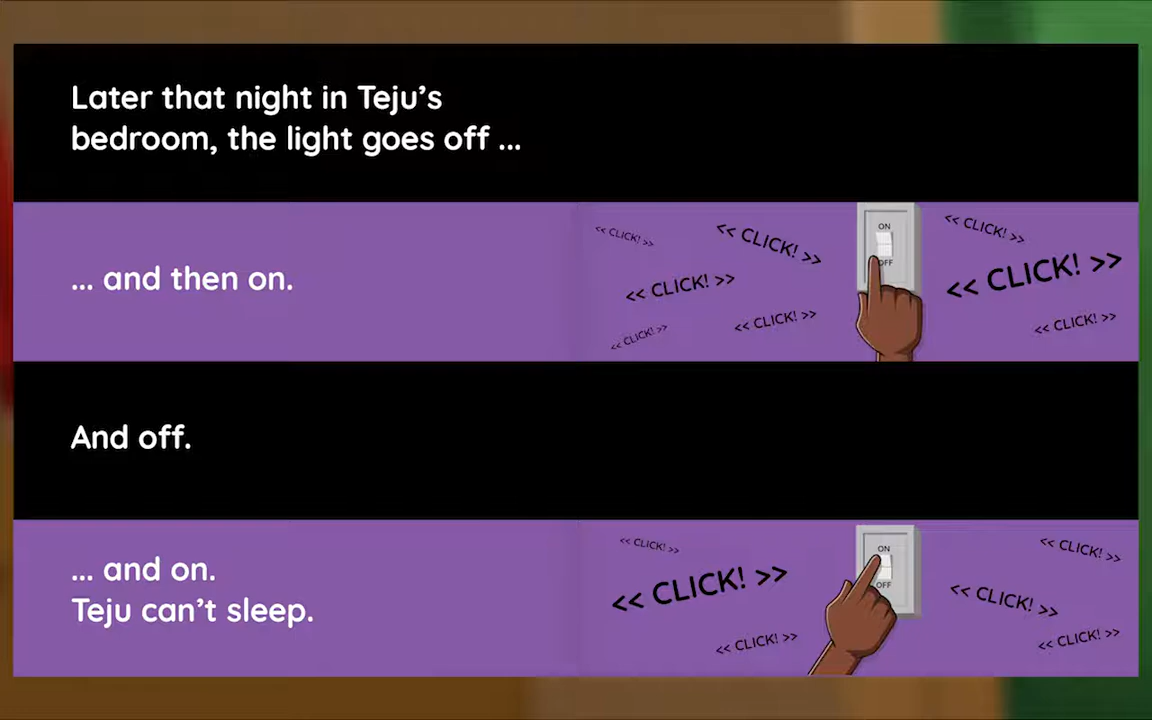 Later that night in Teju’s
bedroom, the light goes off ...
... and then on.
<< CLICK! >>
<< CLICK! >>
<< CLICK! >>
<< CLICK! >>
<< CLICK! >>
ON
OFF
<< CLICK! >>
<< CLICK! >>
<< CLICK! >>
And off.
... and on.
Teju can’t sleep.
<< CLICK! >>
<< CLICK! >>
<< CLICK! >>
ON
OFF
<< CLICK! >>
<< CLICK! >>
<< CLICK! >>